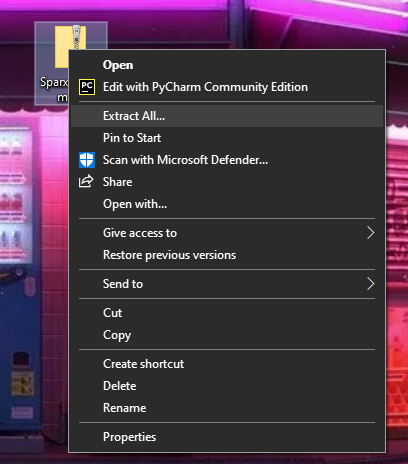 Sparx
m
Open
PC
Edit with PyCharm Community Edition
Extract All...
Pin to Start
Scan with Microsoft Defender...
Share
Open with...
Give access to
Restore previous versions
Send to
Cut
Copy
Create shortcut
Delete
Rename
Properties